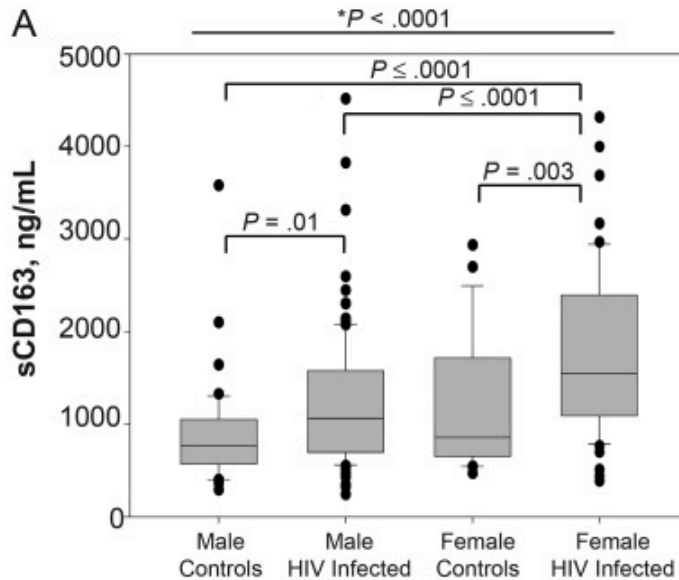 A
*P < .0001
5000
P ≤ .0001
P ≤ .0001
4000
P = .003
3000
P = .01
sCD163, ng/mL
2000
1000
0
Male Controls
Male HIV Infected
Female Controls
Female HIV Infected